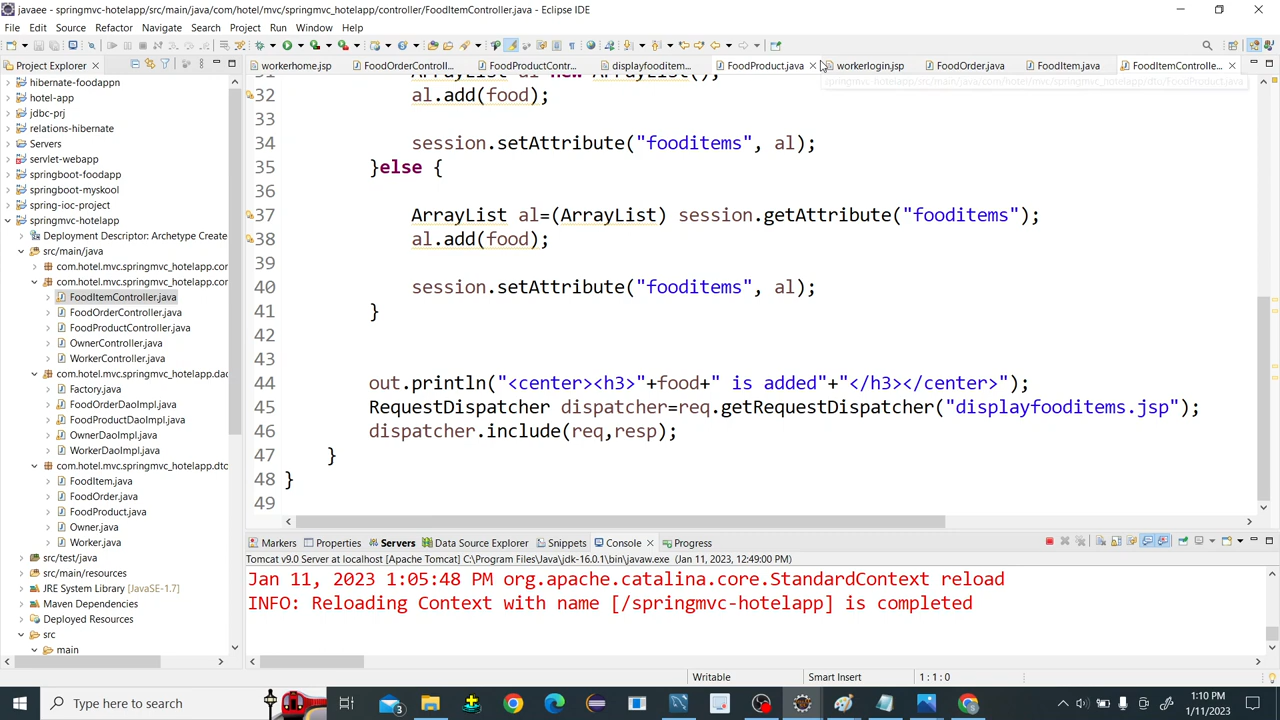 javaee - springmvc-hotelapp/src/main/java/com/hotel/mvc/springmvc_hotelapp/controller/FoodItemController.java - Eclipse IDE
File Edit Source Refactor Navigate Search Project Run Window Help
Project Explorer
workerhome.jsp FoodOrderControll... FoodProductContr... displayfooditem... FoodProduct.java workerlogin.jsp FoodOrder.java FoodItem.java FoodItemControlle...
hibernate-foodapp
hotel-app
jdbc-prj
relations-hibernate
Servers
servlet-webapp
springboot-foodapp
springboot-myskool
spring-ioc-project
springmvc-hotelapp
Deployment Descriptor: Archetype Create
src/main/java
com.hotel.mvc.springmvc_hotelapp.cor
com.hotel.mvc.springmvc_hotelapp.cor
FoodItemController.java
FoodOrderController.java
FoodProductController.java
OwnerController.java
WorkerController.java
com.hotel.mvc.springmvc_hotelapp.dao
Factory.java
FoodOrderDaoImpl.java
FoodProductDaoImpl.java
OwnerDaoImpl.java
WorkerDaoImpl.java
com.hotel.mvc.springmvc_hotelapp.dto
FoodItem.java
FoodOrder.java
FoodProduct.java
Owner.java
Worker.java
src/test/java
src/main/resources
JRE System Library [JavaSE-1.7]
Maven Dependencies
Deployed Resources
src
main
31 ArrayList al=new ArrayList();
32 al.add(food);
33
34 session.setAttribute("fooditems", al);
35 }else {
36
37 ArrayList al=(ArrayList) session.getAttribute("fooditems");
38 al.add(food);
39
40 session.setAttribute("fooditems", al);
41 }
42
43
44 out.println("<center><h3>"+food+" is added"+"</h3></center>");
45 RequestDispatcher dispatcher=req.getRequestDispatcher("displayfooditems.jsp");
46 dispatcher.include(req,resp);
47 }
48 }
49
Markers Properties Servers Data Source Explorer Snippets Console Progress
Tomcat v9.0 Server at localhost [Apache Tomcat] C:\Program Files\Java\jdk-16.0.1\bin\javaw.exe (Jan 11, 2023, 12:49:00 PM)
Jan 11, 2023 1:05:48 PM org.apache.catalina.core.StandardContext reload
INFO: Reloading Context with name [/springmvc-hotelapp] is completed
Writable Smart Insert 1 : 1 : 0
Type here to search
3
1:10 PM
1/11/2023